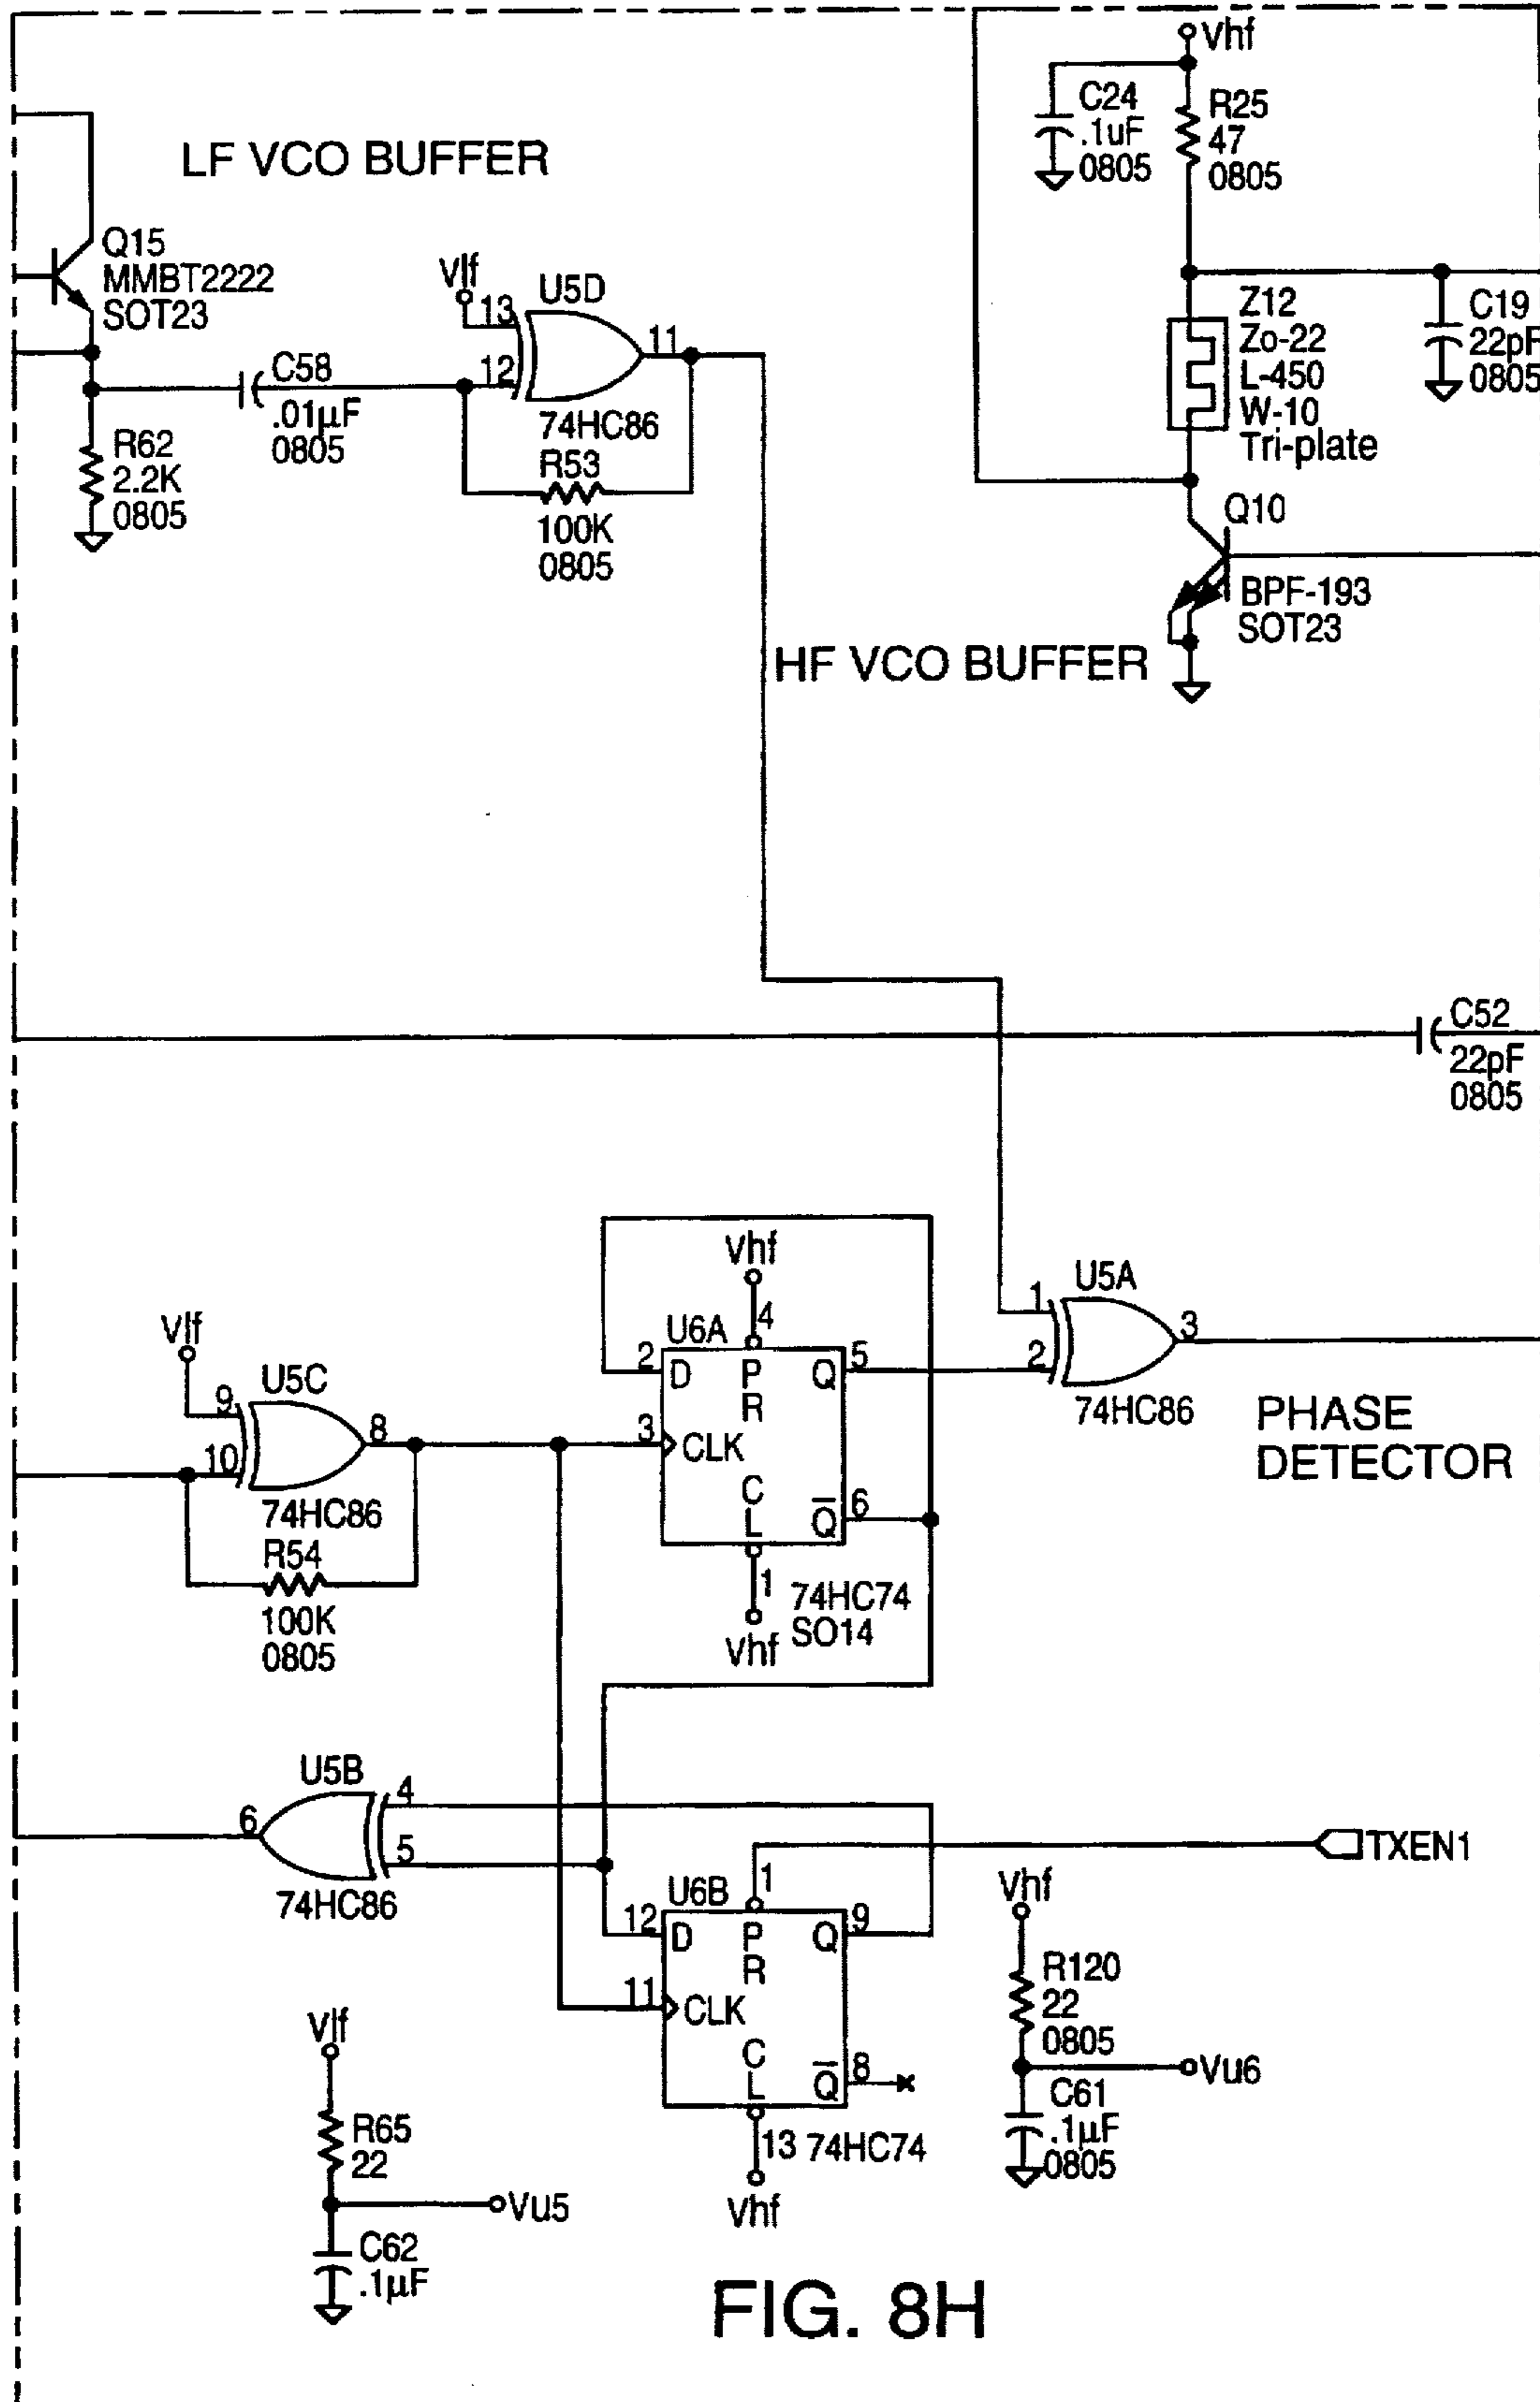 Vhf
C24
.1uF
0805
R25
47
0805
LF VCO BUFFER
Q15
MMBT2222
SOT23
Vlf
13
12
U5D
11
74HC86
C58
.01µF
0805
R62
2.2K
0805
R53
100K
0805
Z12
Zo-22
L-450
W-10
Tri-plate
C19
22pF
0805
Q10
BPF-193
SOT23
HF VCO BUFFER
C52
22pF
0805
Vhf
4
U6A
2
D
P
R
Q
5
3
CLK
C
L
Q̅
6
1
Vhf
74HC74
SO14
U5A
1
2
3
74HC86
PHASE
DETECTOR
Vlf
U5C
9
10
8
74HC86
R54
100K
0805
U5B
6
4
5
74HC86
TXEN1
1
U6B
12
D
P
R
Q
9
11
CLK
C
L
Q̅
8
13
74HC74
Vhf
Vhf
R120
22
0805
Vu6
C61
.1µF
0805
Vlf
R65
22
Vu5
C62
.1µF
FIG. 8H